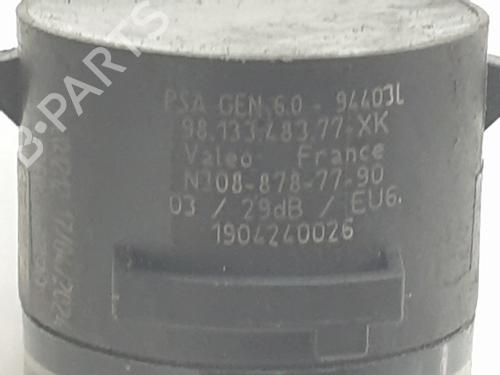 PSA GEN 6.0 - 94403L
98.133.483.77-XK
Valeo France
N308-878-77-90
03 / 29dB / EU6.
1904240026
B-PARTS